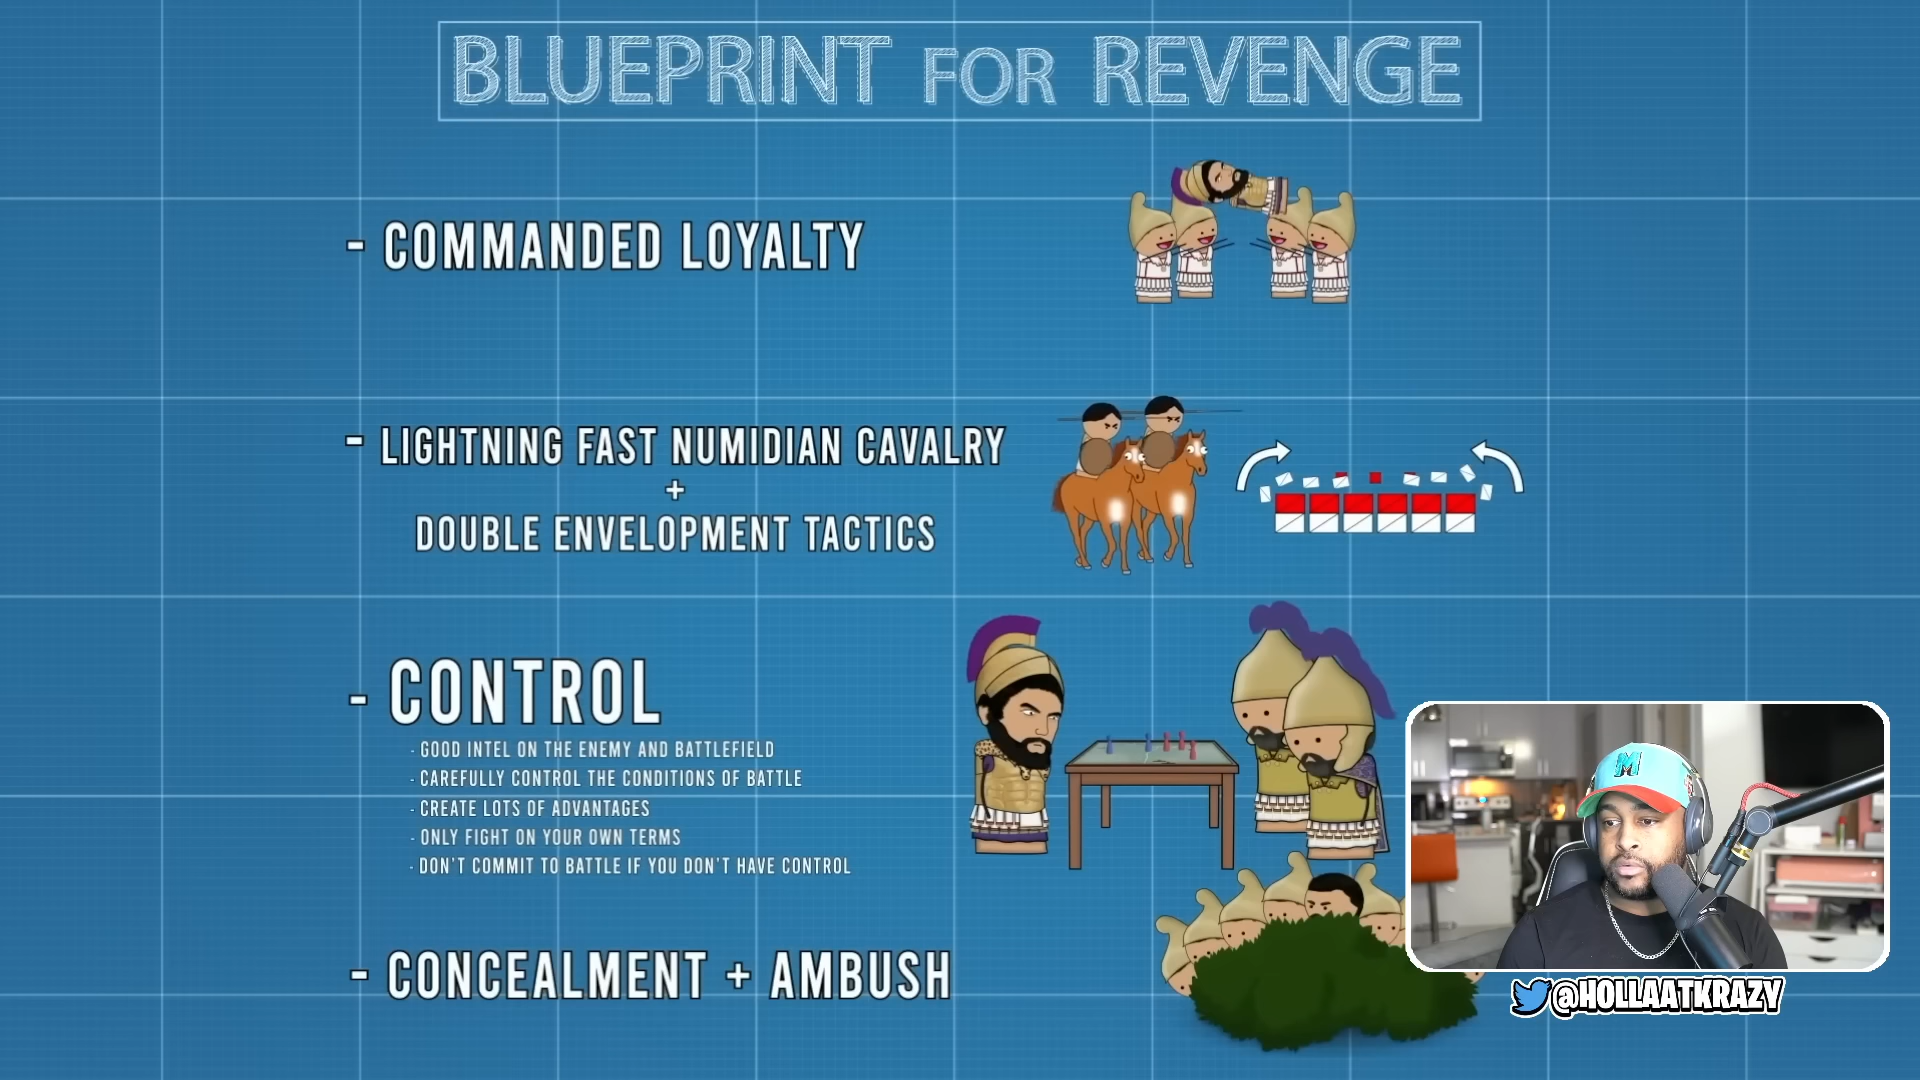 BLUEPRINT FOR REVENGE
- COMMANDED LOYALTY
- LIGHTNING FAST NUMIDIAN CAVALRY
+
DOUBLE ENVELOPMENT TACTICS
- CONTROL
- GOOD INTEL ON THE ENEMY AND BATTLEFIELD
- CAREFULLY CONTROL THE CONDITIONS OF BATTLE
- CREATE LOTS OF ADVANTAGES
- ONLY FIGHT ON YOUR OWN TERMS
- DON'T COMMIT TO BATTLE IF YOU DON'T HAVE CONTROL
- CONCEALMENT + AMBUSH
M
@HOLLAATKRAZY